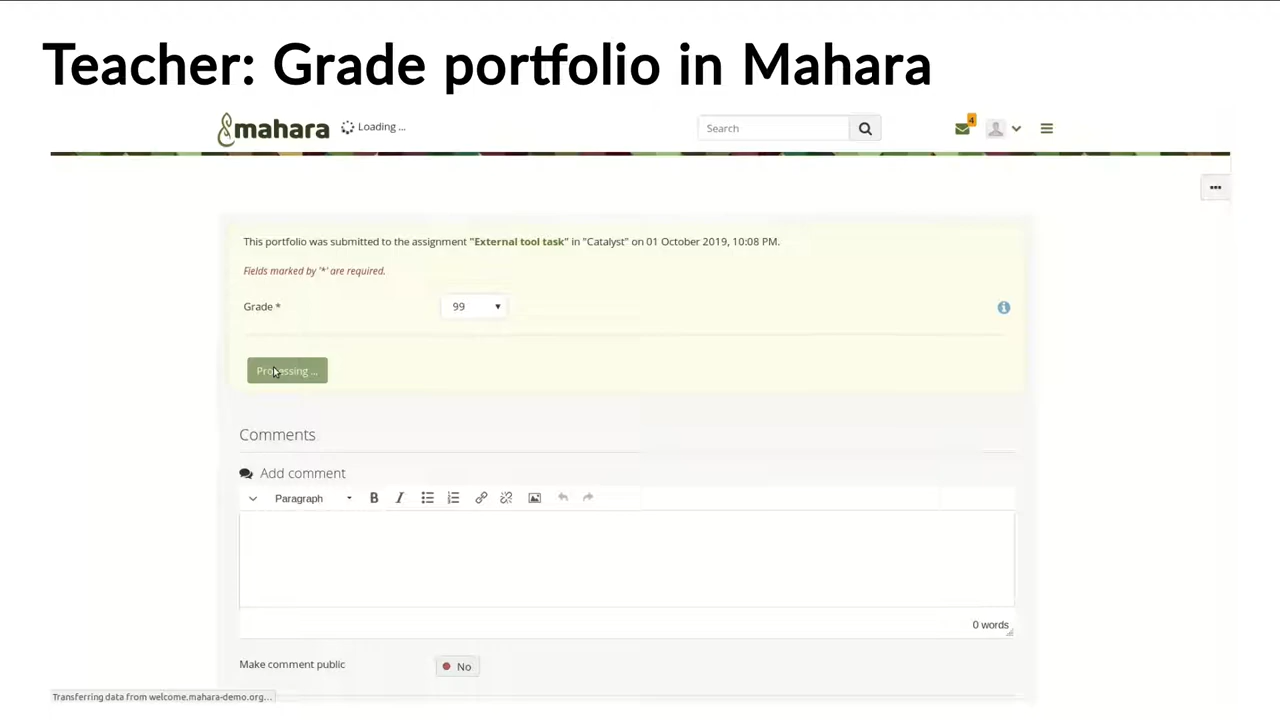 Teacher: Grade portfolio in Mahara
mahara Loading ... Search 4
This portfolio was submitted to the assignment "External tool task" in "Catalyst" on 01 October 2019, 10:08 PM.
Fields marked by '*' are required.
Grade * 99
Processing ...
Comments
Add comment
Paragraph B I
0 words
Make comment public No
Transferring data from welcome.mahara-demo.org...